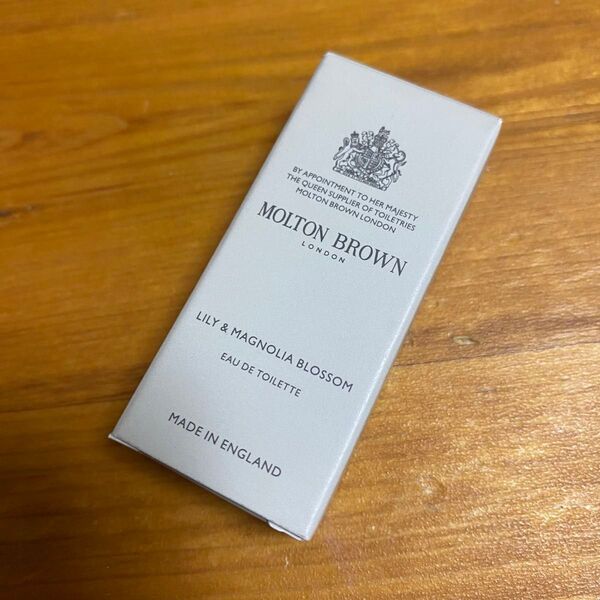 BY APPOINTMENT TO HER MAJESTY
THE QUEEN SUPPLIER OF TOILETRIES
MOLTON BROWN LONDON
MOLTON BROWN
LONDON
LILY & MAGNOLIA BLOSSOM
EAU DE TOILETTE
MADE IN ENGLAND